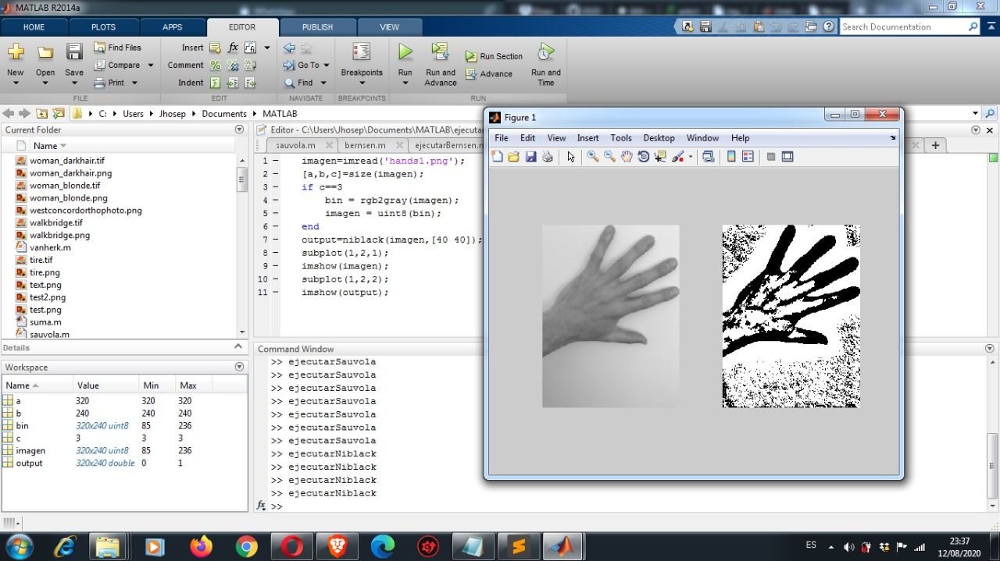 MATLAB R2014a
HOME PLOTS APPS EDITOR PUBLISH VIEW
Search Documentation
New Open Save Find Files Compare Print
Insert fx
Comment
Indent
Go To
Find
Breakpoints
Run Run and Advance Run Section Advance Run and Time
FILE EDIT NAVIGATE BREAKPOINTS RUN
C: Users Jhosep Documents MATLAB
Current Folder
Name
woman_darkhair.tif
woman_darkhair.png
woman_blonde.tif
woman_blonde.png
westconcordorthophoto.png
walkbridge.tif
walkbridge.png
vanherk.m
tire.tif
tire.png
text.png
test2.png
test.png
suma.m
sauvola.m
Details
Workspace
Name Value Min Max
a 320 320 320
b 240 240 240
bin 320x240 uint8 85 236
c 3 3 3
imagen 320x240 uint8 85 236
output 320x240 double 0 1
Editor - C:\Users\Jhosep\Documents\MATLAB\ejecutar
sauvola.m bernsen.m ejecutarBernsen.m
1 imagen=imread('hands1.png');
2 [a,b,c]=size(imagen);
3 if c==3
4 bin = rgb2gray(imagen);
5 imagen = uint8(bin);
6 end
7 output=niblack(imagen,[40 40]);
8 subplot(1,2,1);
9 imshow(imagen);
10 subplot(1,2,2);
11 imshow(output);
Command Window
>> ejecutarSauvola
>> ejecutarSauvola
>> ejecutarSauvola
>> ejecutarSauvola
>> ejecutarSauvola
>> ejecutarSauvola
>> ejecutarSauvola
>> ejecutarNiblack
>> ejecutarNiblack
>> ejecutarNiblack
>> ejecutarNiblack
fx >>
Figure 1
File Edit View Insert Tools Desktop Window Help
ES
23:37
12/08/2020